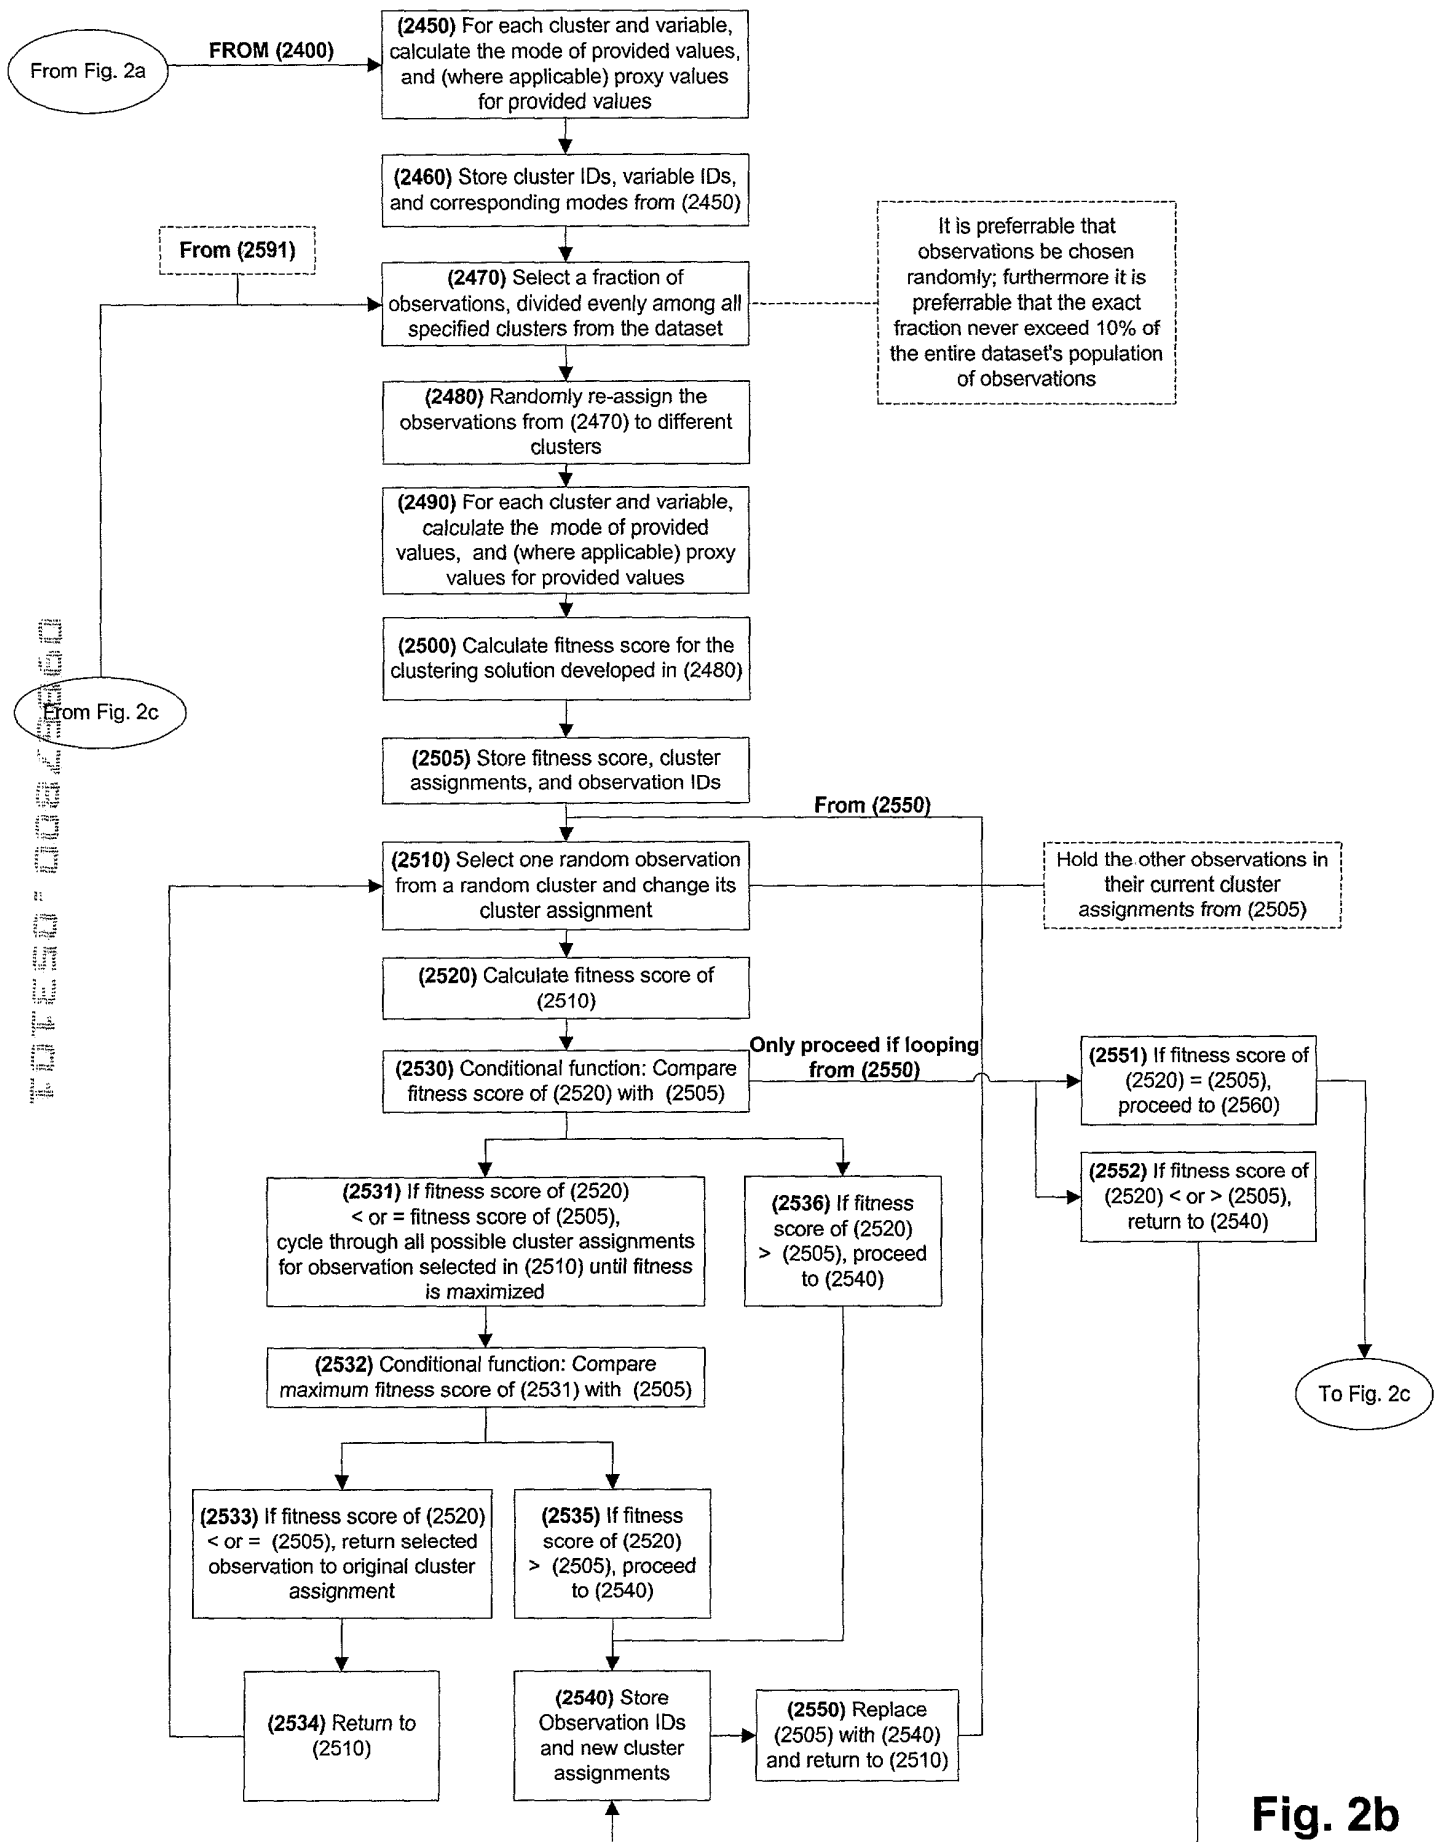 (2450) For each cluster and variable,
calculate the mode of provided values,
and (where applicable) proxy values
for provided values
FROM (2400)
From Fig. 2a
(2460) Store cluster IDs, variable IDs,
and corresponding modes from (2450)
From (2591)
(2470) Select a fraction of
observations, divided evenly among all
specified clusters from the dataset
It is preferrable that
observations be chosen
randomly; furthermore it is
preferrable that the exact
fraction never exceed 10% of
the entire dataset's population
of observations
(2480) Randomly re-assign the
observations from (2470) to different
clusters
(2490) For each cluster and variable,
calculate the mode of provided
values, and (where applicable) proxy
values for provided values
(2500) Calculate fitness score for the
clustering solution developed in (2480)
From Fig. 2c
(2505) Store fitness score, cluster
assignments, and observation IDs
From (2550)
(2510) Select one random observation
from a random cluster and change its
cluster assignment
Hold the other observations in
their current cluster
assignments from (2505)
(2520) Calculate fitness score of
(2510)
(2530) Conditional function: Compare
fitness score of (2520) with (2505)
Only proceed if looping
from (2550)
(2551) If fitness score of
(2520) = (2505),
proceed to (2560)
(2552) If fitness score of
(2520) < or > (2505),
return to (2540)
(2531) If fitness score of (2520)
< or = fitness score of (2505),
cycle through all possible cluster assignments
for observation selected in (2510) until fitness
is maximized
(2536) If fitness
score of (2520)
> (2505), proceed
to (2540)
(2532) Conditional function: Compare
maximum fitness score of (2531) with (2505)
To Fig. 2c
(2533) If fitness score of (2520)
< or = (2505), return selected
observation to original cluster
assignment
(2535) If fitness
score of (2520)
> (2505), proceed
to (2540)
(2534) Return to
(2510)
(2540) Store
Observation IDs
and new cluster
assignments
(2550) Replace
(2505) with (2540)
and return to (2510)
Fig. 2b